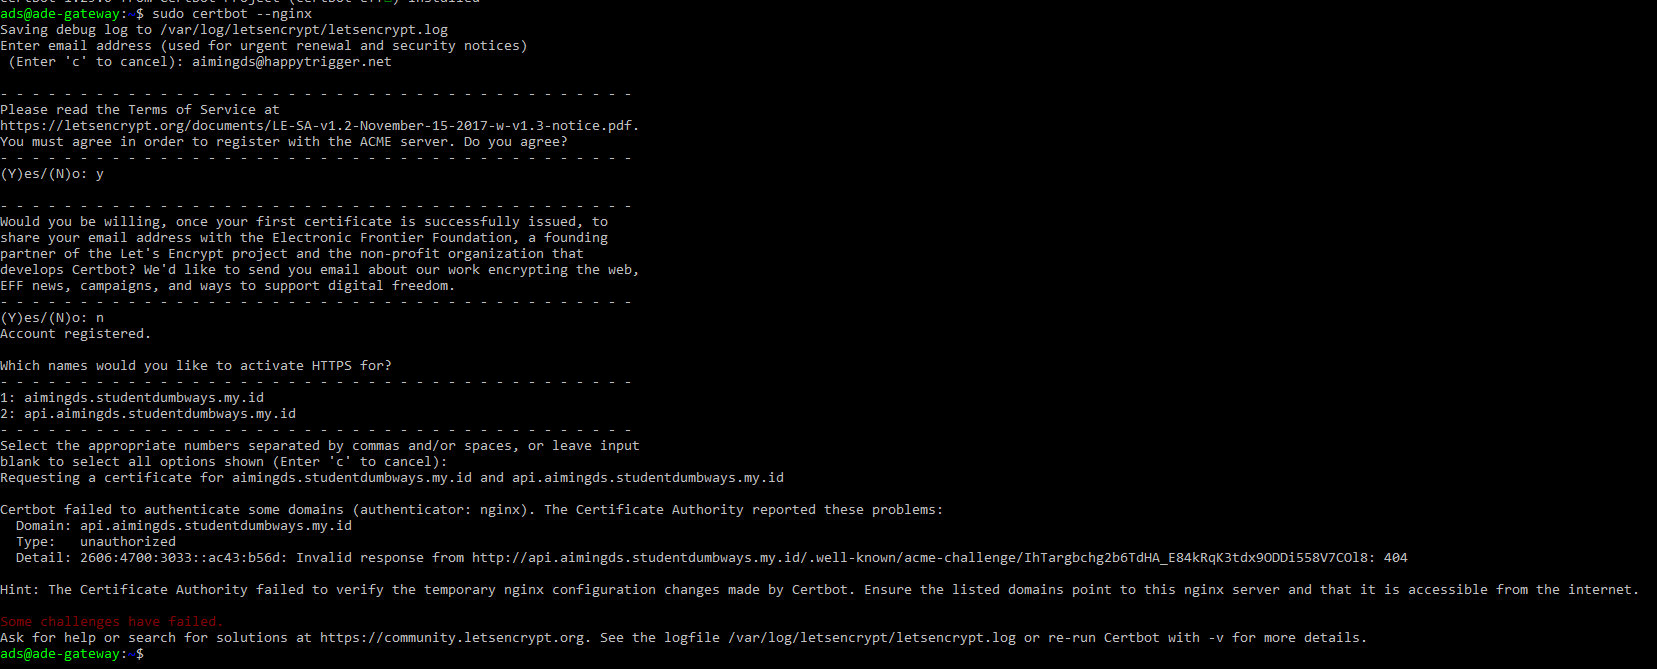 ads@ade-gateway:~$ sudo certbot --nginx
Saving debug log to /var/log/letsencrypt/letsencrypt.log
Enter email address (used for urgent renewal and security notices)
 (Enter 'c' to cancel): aimingds@happytrigger.net
- - - - - - - - - - - - - - - - - - - - - - - - - - - - - - - - - - - - - - - -
Please read the Terms of Service at
https://letsencrypt.org/documents/LE-SA-v1.2-November-15-2017-w-v1.3-notice.pdf.
You must agree in order to register with the ACME server. Do you agree?
- - - - - - - - - - - - - - - - - - - - - - - - - - - - - - - - - - - - - - - -
(Y)es/(N)o: y
- - - - - - - - - - - - - - - - - - - - - - - - - - - - - - - - - - - - - - - -
Would you be willing, once your first certificate is successfully issued, to
share your email address with the Electronic Frontier Foundation, a founding
partner of the Let's Encrypt project and the non-profit organization that
develops Certbot? We'd like to send you email about our work encrypting the web,
EFF news, campaigns, and ways to support digital freedom.
- - - - - - - - - - - - - - - - - - - - - - - - - - - - - - - - - - - - - - - -
(Y)es/(N)o: n
Account registered.
Which names would you like to activate HTTPS for?
- - - - - - - - - - - - - - - - - - - - - - - - - - - - - - - - - - - - - - - -
1: aimingds.studentdumbways.my.id
2: api.aimingds.studentdumbways.my.id
- - - - - - - - - - - - - - - - - - - - - - - - - - - - - - - - - - - - - - - -
Select the appropriate numbers separated by commas and/or spaces, or leave input
blank to select all options shown (Enter 'c' to cancel):
Requesting a certificate for aimingds.studentdumbways.my.id and api.aimingds.studentdumbways.my.id
Certbot failed to authenticate some domains (authenticator: nginx). The Certificate Authority reported these problems:
  Domain: api.aimingds.studentdumbways.my.id
  Type:   unauthorized
  Detail: 2606:4700:3033::ac43:b56d: Invalid response from http://api.aimingds.studentdumbways.my.id/.well-known/acme-challenge/IhTargbchg2b6TdHA_E84kRqK3tdx9ODDi558V7COl8: 404
Hint: The Certificate Authority failed to verify the temporary nginx configuration changes made by Certbot. Ensure the listed domains point to this nginx server and that it is accessible from the internet.
Some challenges have failed.
Ask for help or search for solutions at https://community.letsencrypt.org. See the logfile /var/log/letsencrypt/letsencrypt.log or re-run Certbot with -v for more details.
ads@ade-gateway:~$